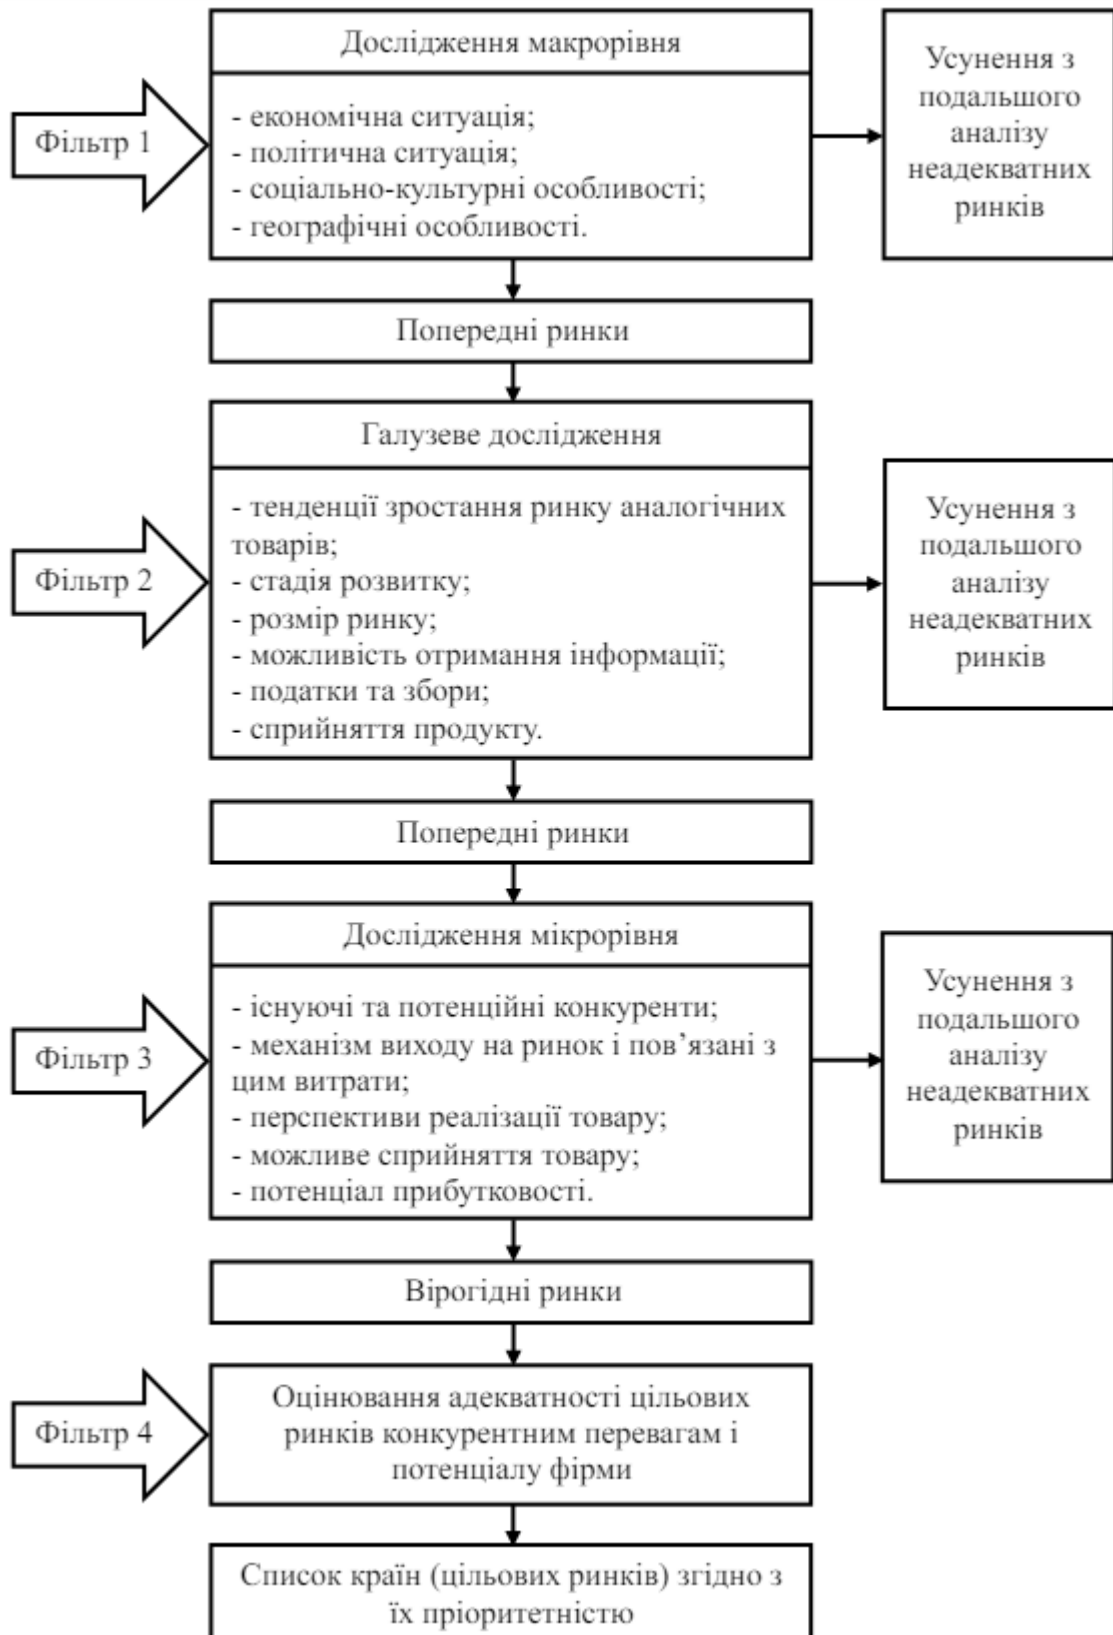 Дослідження макрорівня
Фільтр 1
- економічна ситуація;
- політична ситуація;
- соціально-культурні особливості;
- географічні особливості.
Усунення з
подальшого
аналізу
неадекватних
ринків
Попередні ринки
Галузеве дослідження
Фільтр 2
- тенденції зростання ринку аналогічних
товарів;
- стадія розвитку;
- розмір ринку;
- можливість отримання інформації;
- податки та збори;
- сприйняття продукту.
Усунення з
подальшого
аналізу
неадекватних
ринків
Попередні ринки
Дослідження мікрорівня
Фільтр 3
- існуючі та потенційні конкуренти;
- механізм виходу на ринок і пов’язані з
цим витрати;
- перспективи реалізації товару;
- можливе сприйняття товару;
- потенціал прибутковості.
Усунення з
подальшого
аналізу
неадекватних
ринків
Вірогідні ринки
Фільтр 4
Оцінювання адекватності цільових
ринків конкурентним перевагам і
потенціалу фірми
Список країн (цільових ринків) згідно з
їх пріоритетністю